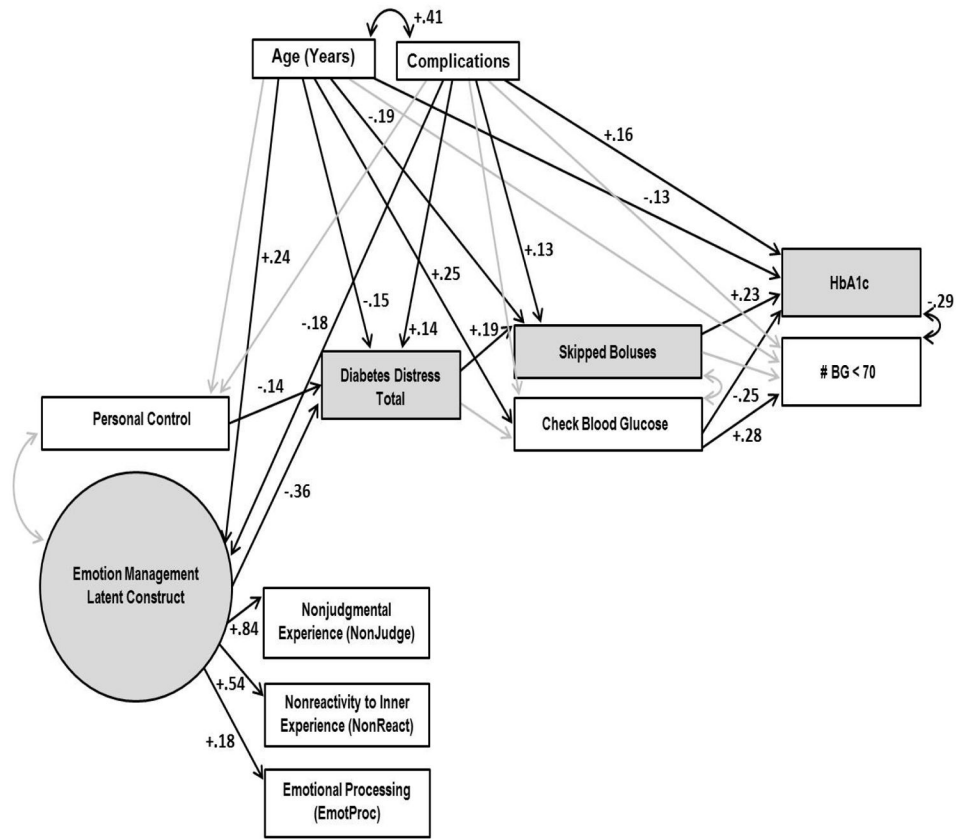 +.41
Age (Years)
Complications
-.19
+.16
-.13
+.24
+.25
+.13
HbA1c
-.29
-.15
+.23
-.18
+.14
+.19
Skipped Boluses
# BG < 70
Diabetes Distress
Total
-.14
-.25
Personal Control
Check Blood Glucose
+.28
-.36
Emotion Management
Latent Construct
Nonjudgmental
Experience (NonJudge)
+.84
+.54
Nonreactivity to Inner
Experience (NonReact)
+.18
Emotional Processing
(EmotProc)